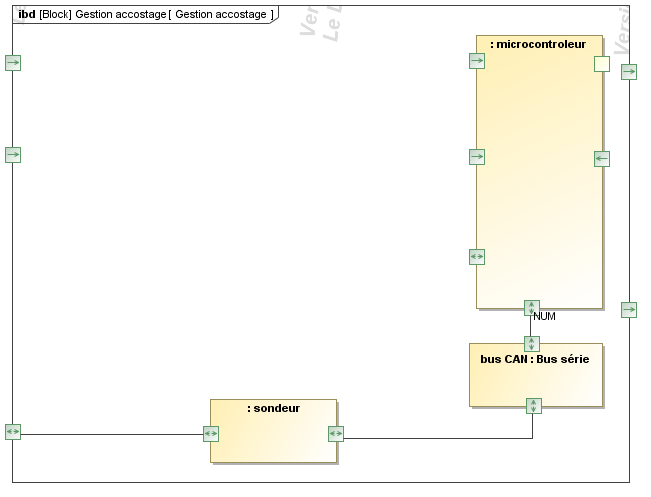 ibd [Block] Gestion accostage [ Gestion accostage ]
: microcontroleur
NUM
bus CAN : Bus série
: sondeur